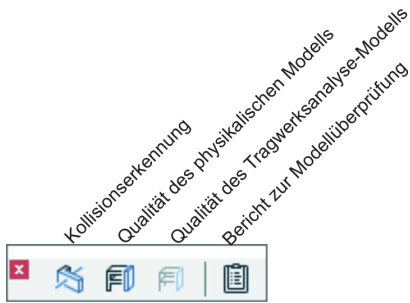 Kollisionserkennung
Qualität des physikalischen Modells
Qualität des Tragwerksanalyse-Modells
Bericht zur Modellüberprüfung
x